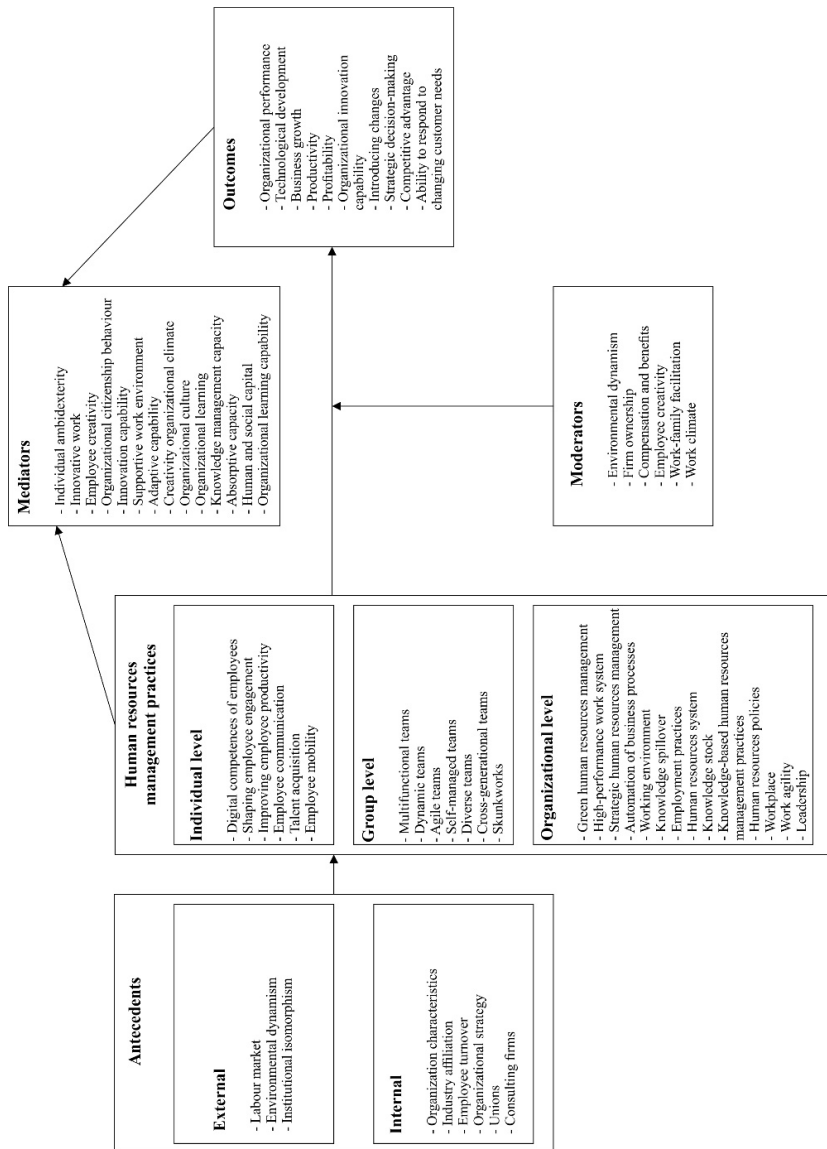 Antecedents
External
- Labour market
- Environmental dynamism
- Institutional isomorphism
Internal
- Organization characteristics
- Industry affiliation
- Employee turnover
- Organizational strategy
- Unions
- Consulting firms
Human resources
management practices
Individual level
- Digital competences of employees
- Shaping employee engagement
- Improving employee productivity
- Employee communication
- Talent acquisition
- Employee mobility
Group level
- Multifunctional teams
- Dynamic teams
- Agile teams
- Self-managed teams
- Diverse teams
- Cross-generational teams
- Skunkworks
Organizational level
- Green human resources management
- High-performance work system
- Strategic human resources management
- Automation of business processes
- Working environment
- Knowledge spillover
- Employment practices
- Human resources system
- Knowledge stock
- Knowledge-based human resources
management practices
- Human resources policies
- Workplace
- Work agility
- Leadership
Mediators
- Individual ambidexterity
- Innovative work
- Employee creativity
- Organizational citizenship behaviour
- Innovation capability
- Supportive work environment
- Adaptive capability
- Creativity organizational climate
- Organizational culture
- Organizational learning
- Knowledge management capacity
- Absorptive capacity
- Human and social capital
- Organizational learning capability
Moderators
- Environmental dynamism
- Firm ownership
- Compensation and benefits
- Employee creativity
- Work-family facilitation
- Work climate
Outcomes
- Organizational performance
- Technological development
- Business growth
- Productivity
- Profitability
- Organizational innovation
capability
- Introducing changes
- Strategic decision-making
- Competitive advantage
- Ability to respond to
changing customer needs